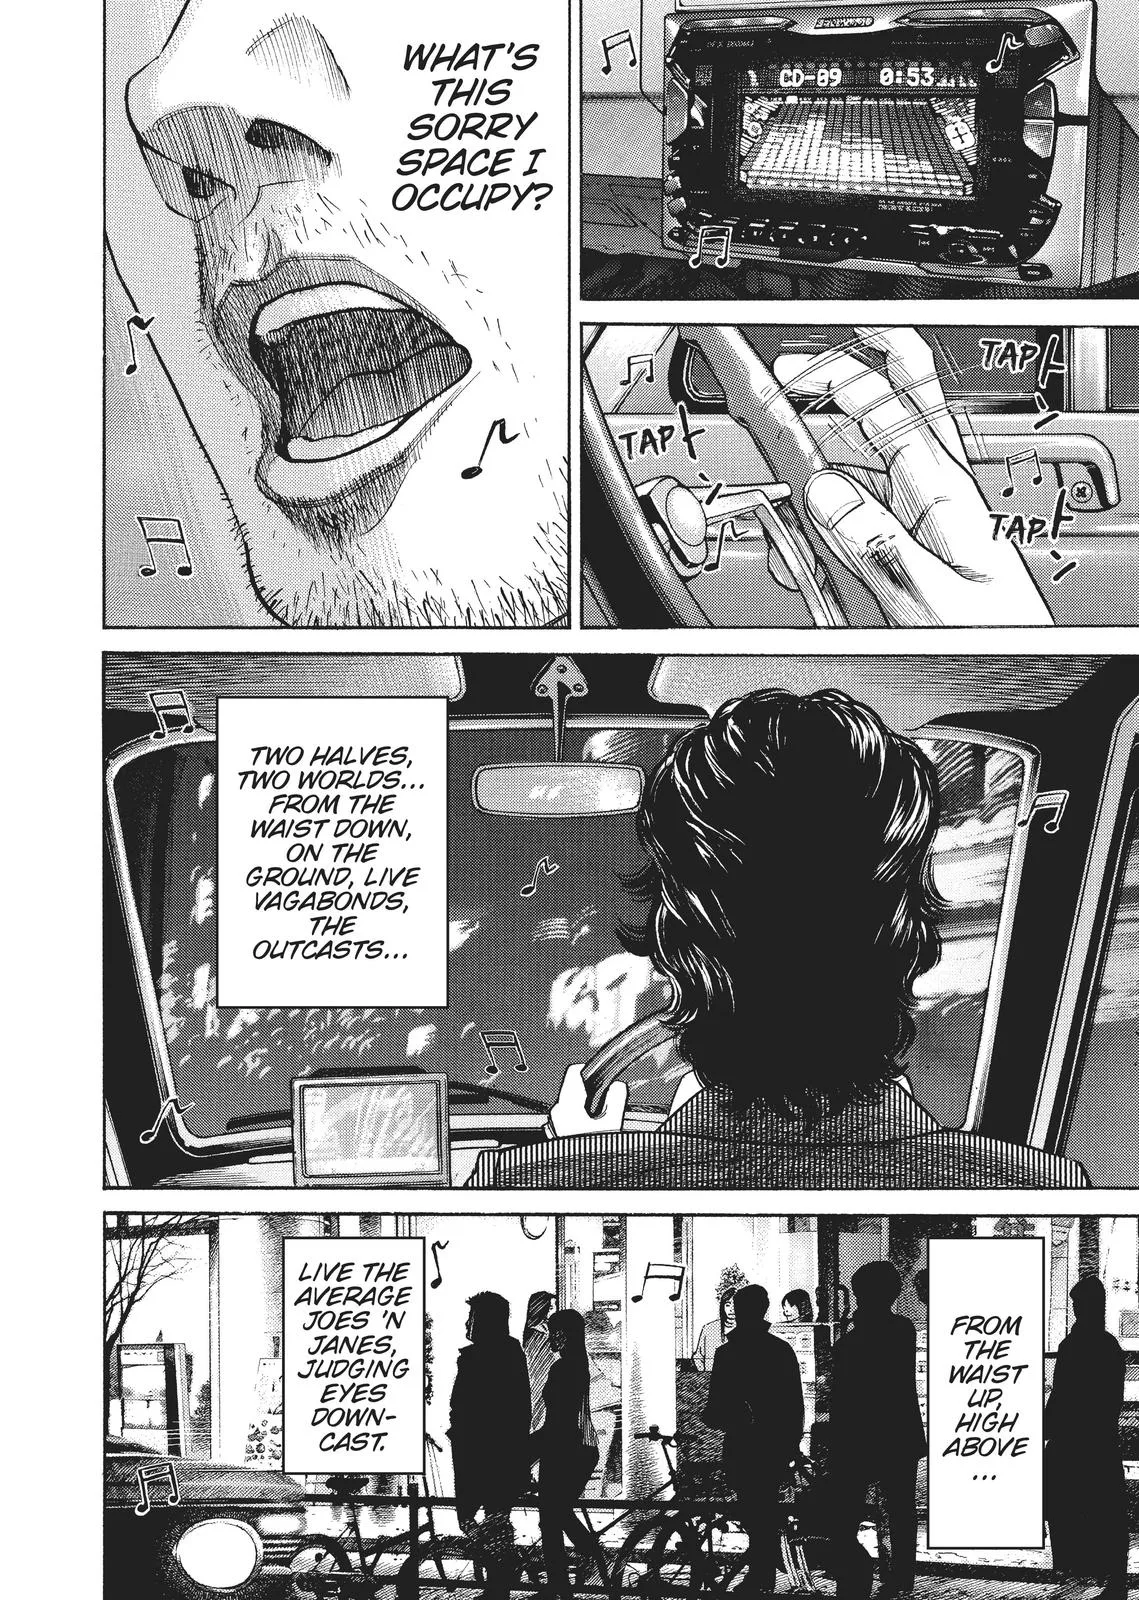 KENWOOD
CD-09 0:53
TAP
TAP
TAP
WHAT'S
THIS
SORRY
SPACE I
OCCUPY?
TWO HALVES,
TWO WORLDS...
FROM THE
WAIST DOWN,
ON THE
GROUND, LIVE
VAGABONDS,
THE
OUTCASTS...
FROM
THE
WAIST
UP,
HIGH
ABOVE
...
LIVE THE
AVERAGE
JOES 'N
JANES,
JUDGING
EYES
DOWN-
CAST.